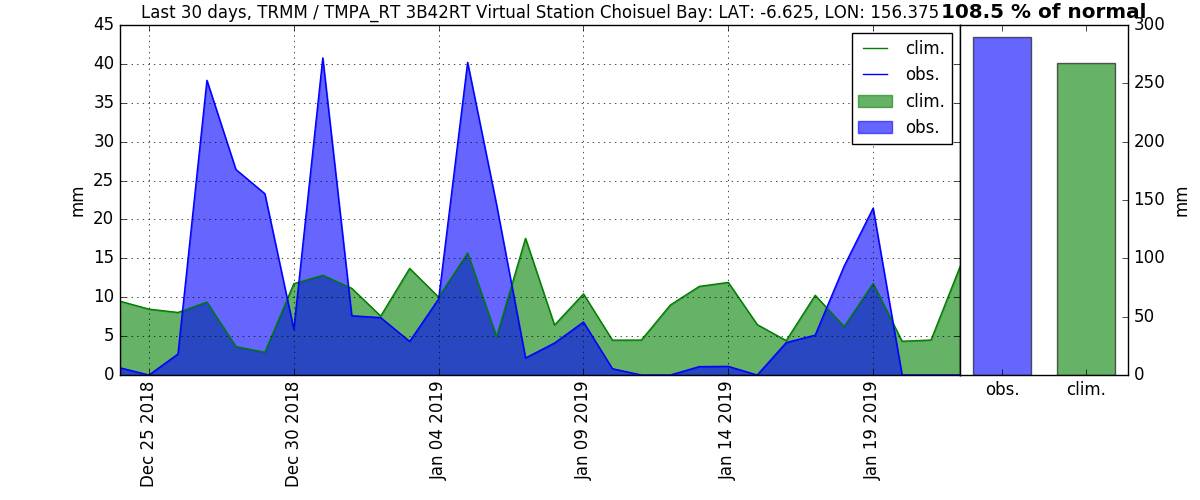 Last 30 days, TRMM / TMPA_RT 3B42RT Virtual Station Choisuel Bay: LAT: -6.625, LON: 156.375
108.5 % of normal
45
40
35
30
25
20
15
10
5
0
mm
clim.
obs.
clim.
obs.
Dec 25 2018
Dec 30 2018
Jan 04 2019
Jan 09 2019
Jan 14 2019
Jan 19 2019
300
250
200
150
100
50
0
mm
obs.
clim.